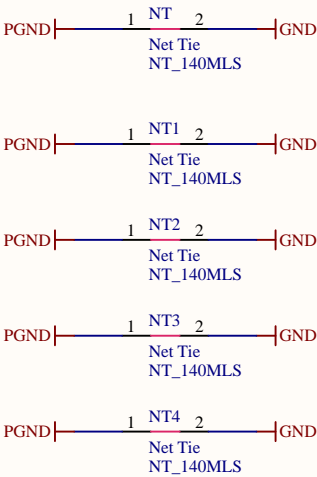 NT
PGND 1 2 GND
Net Tie
NT_140MLS
NT1
PGND 1 2 GND
Net Tie
NT_140MLS
NT2
PGND 1 2 GND
Net Tie
NT_140MLS
NT3
PGND 1 2 GND
Net Tie
NT_140MLS
NT4
PGND 1 2 GND
Net Tie
NT_140MLS